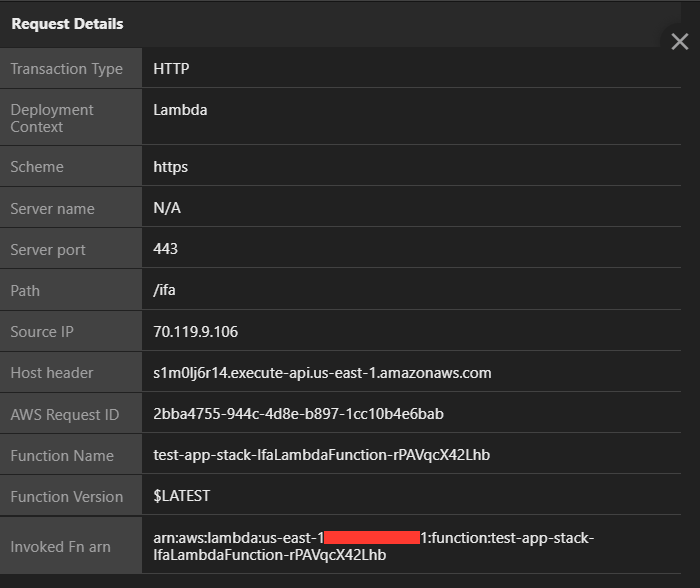 Request Details
Transaction Type HTTP
Deployment Lambda
Context
Scheme https
Server name N/A
Server port 443
Path /ifa
Source IP 70.119.9.106
Host header s1m0lj6r14.execute-api.us-east-1.amazonaws.com
AWS Request ID 2bba4755-944c-4d8e-b897-1cc10b4e6bab
Function Name test-app-stack-IfaLambdaFunction-rPAVqcX42Lhb
Function Version $LATEST
Invoked Fn arn arn:aws:lambda:us-east-1 1:function:test-app-stack-
IfaLambdaFunction-rPAVqcX42Lhb